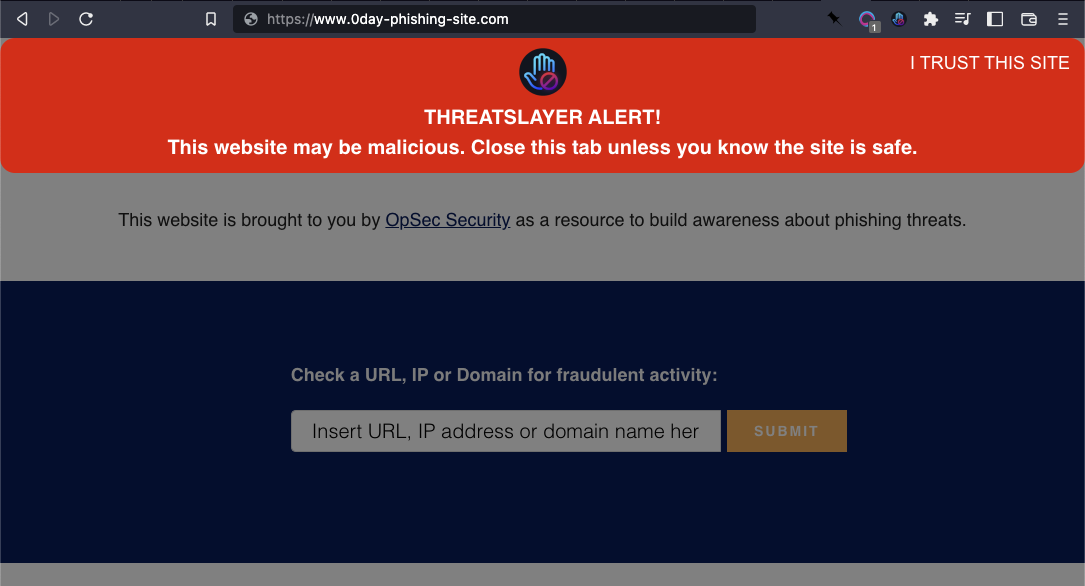 https://www.0day-phishing-site.com
1
I TRUST THIS SITE
THREATSLAYER ALERT!
This website may be malicious. Close this tab unless you know the site is safe.
This website is brought to you by OpSec Security as a resource to build awareness about phishing threats.
Check a URL, IP or Domain for fraudulent activity:
Insert URL, IP address or domain name her
SUBMIT